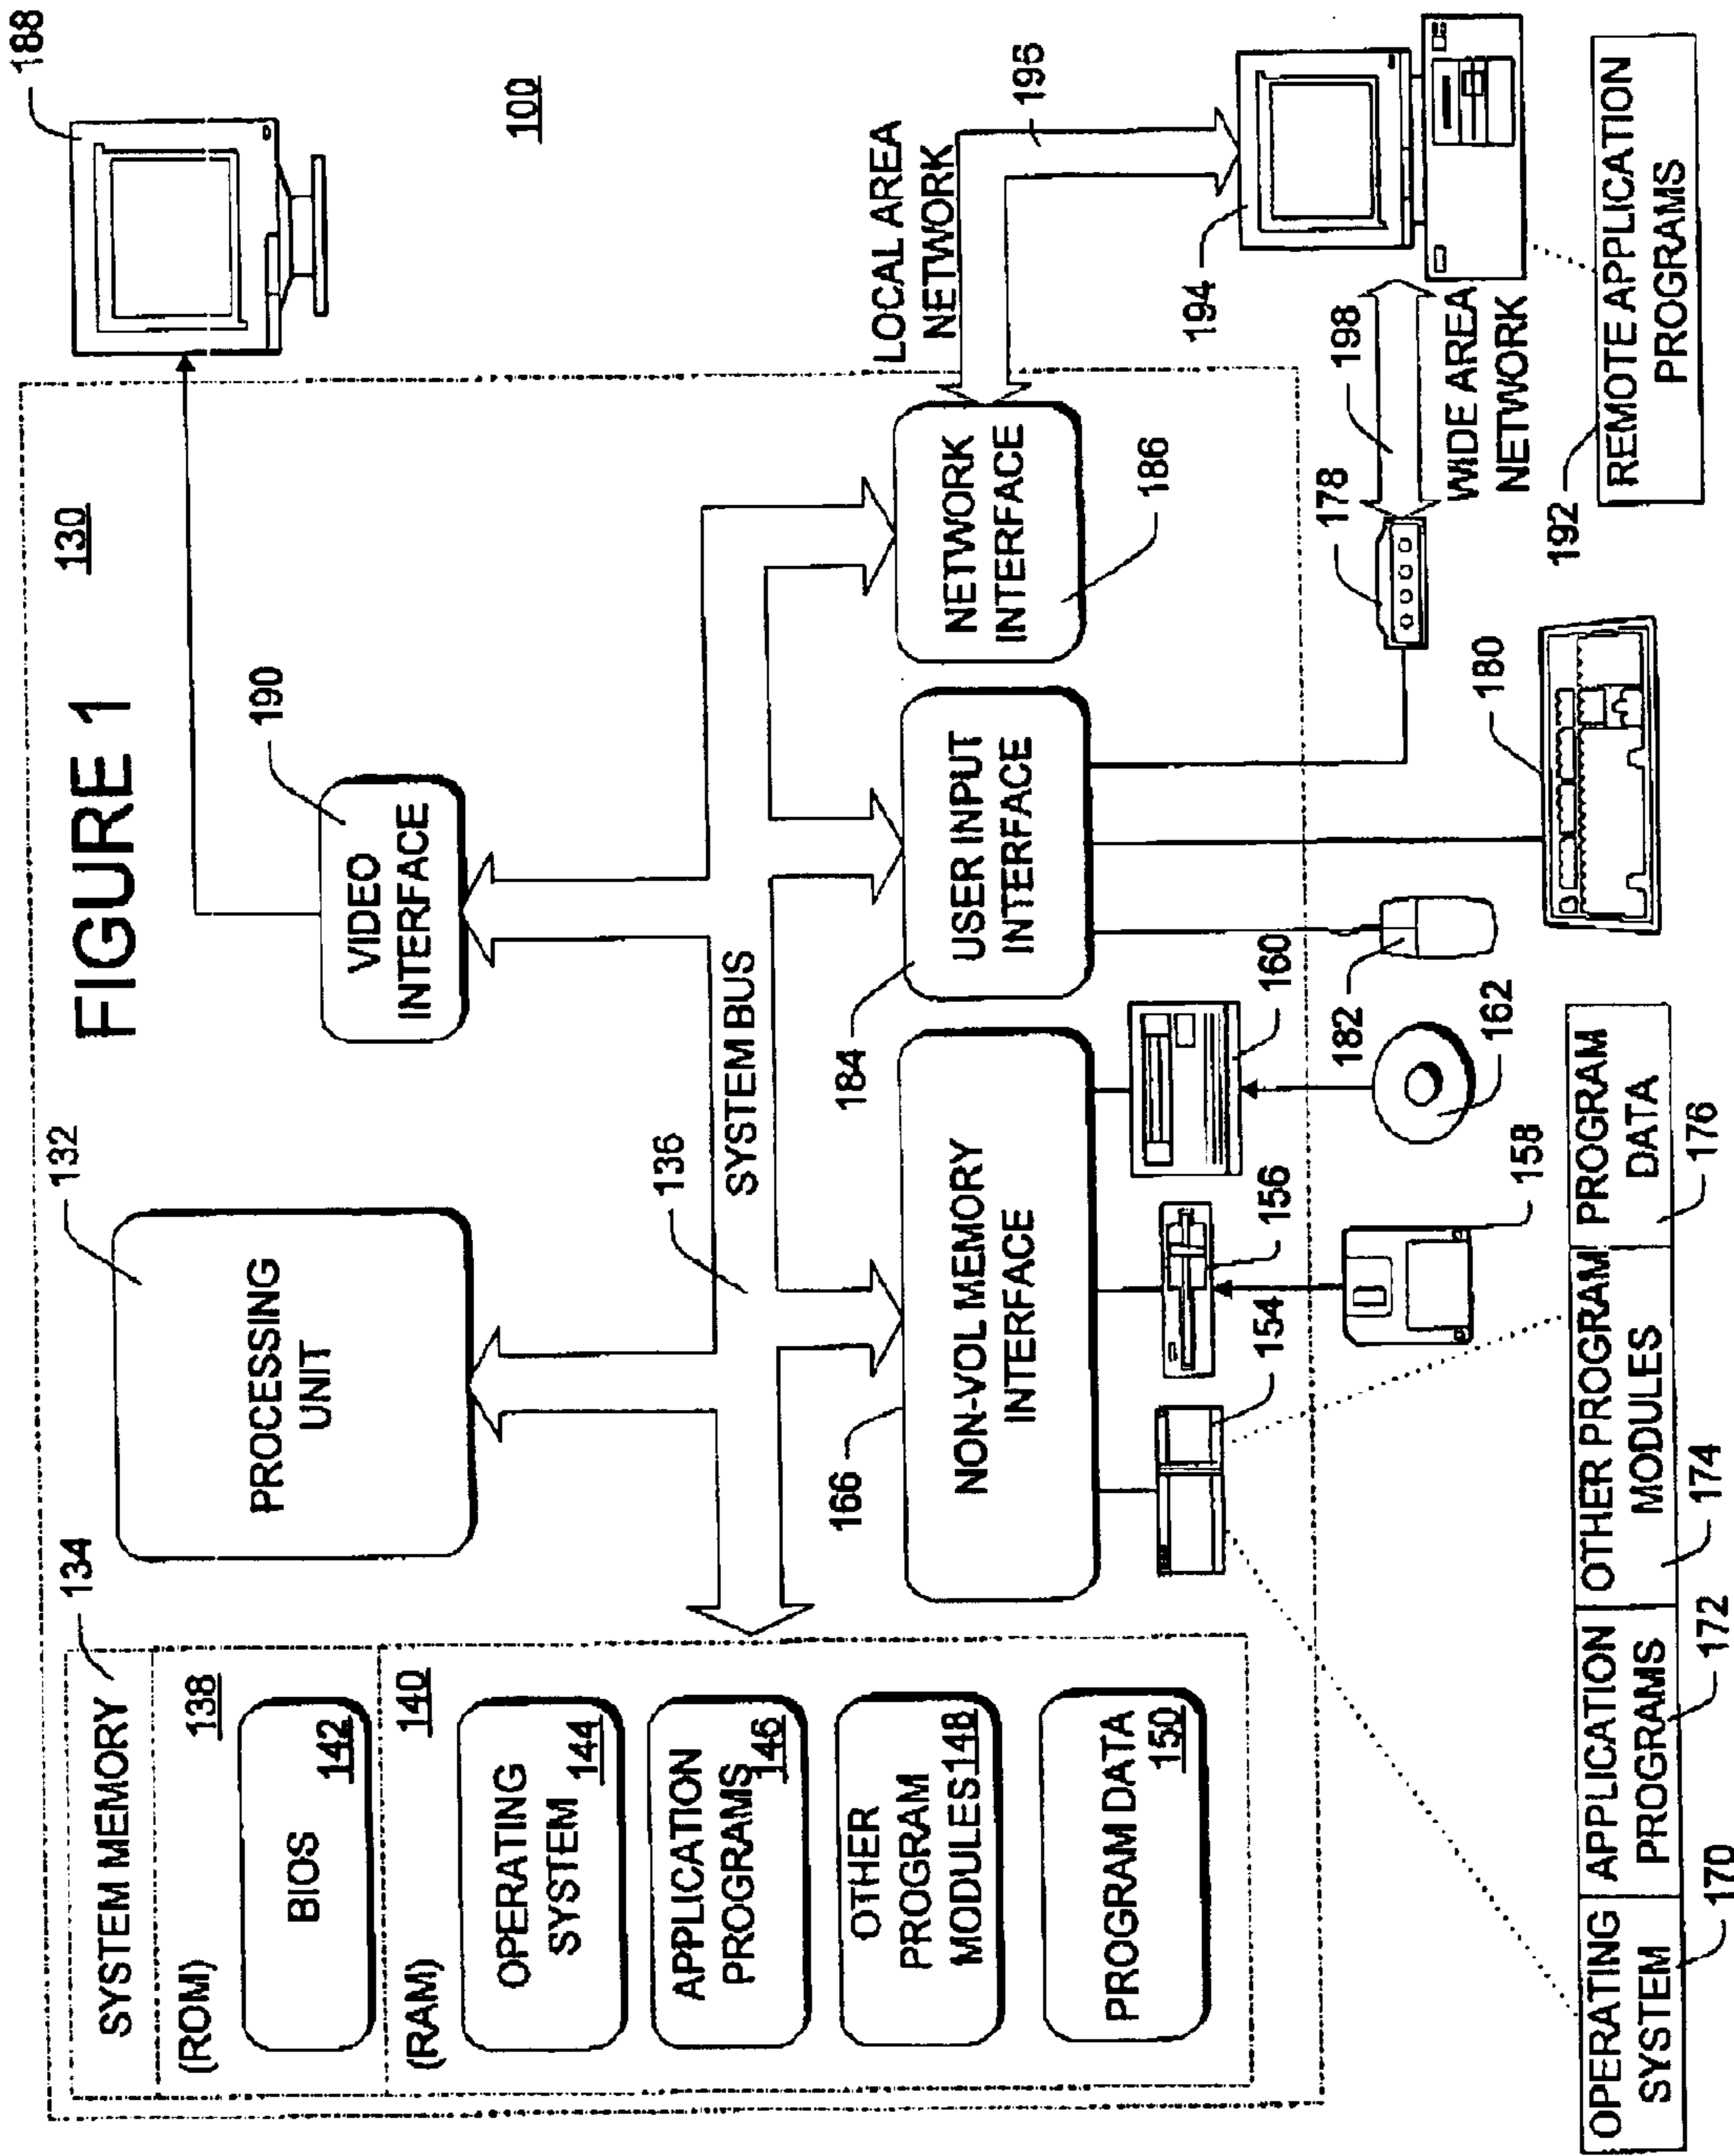 FIGURE 1
130
188
100
SYSTEM MEMORY
134
(ROM)
138
BIOS
142
(RAM)
140
OPERATING
SYSTEM
144
APPLICATION
PROGRAMS
146
OTHER
PROGRAM
MODULES
148
PROGRAM DATA
150
132
PROCESSING
UNIT
190
VIDEO
INTERFACE
136
SYSTEM BUS
166
NON-VOL MEMORY
INTERFACE
184
USER INPUT
INTERFACE
NETWORK
INTERFACE
186
LOCAL AREA
NETWORK
195
194
154
156
158
160
162
182
180
178
198
WIDE AREA
NETWORK
192
REMOTE APPLICATION
PROGRAMS
OPERATING
SYSTEM
170
APPLICATION
PROGRAMS
172
OTHER PROGRAM
MODULES
174
PROGRAM
DATA
176